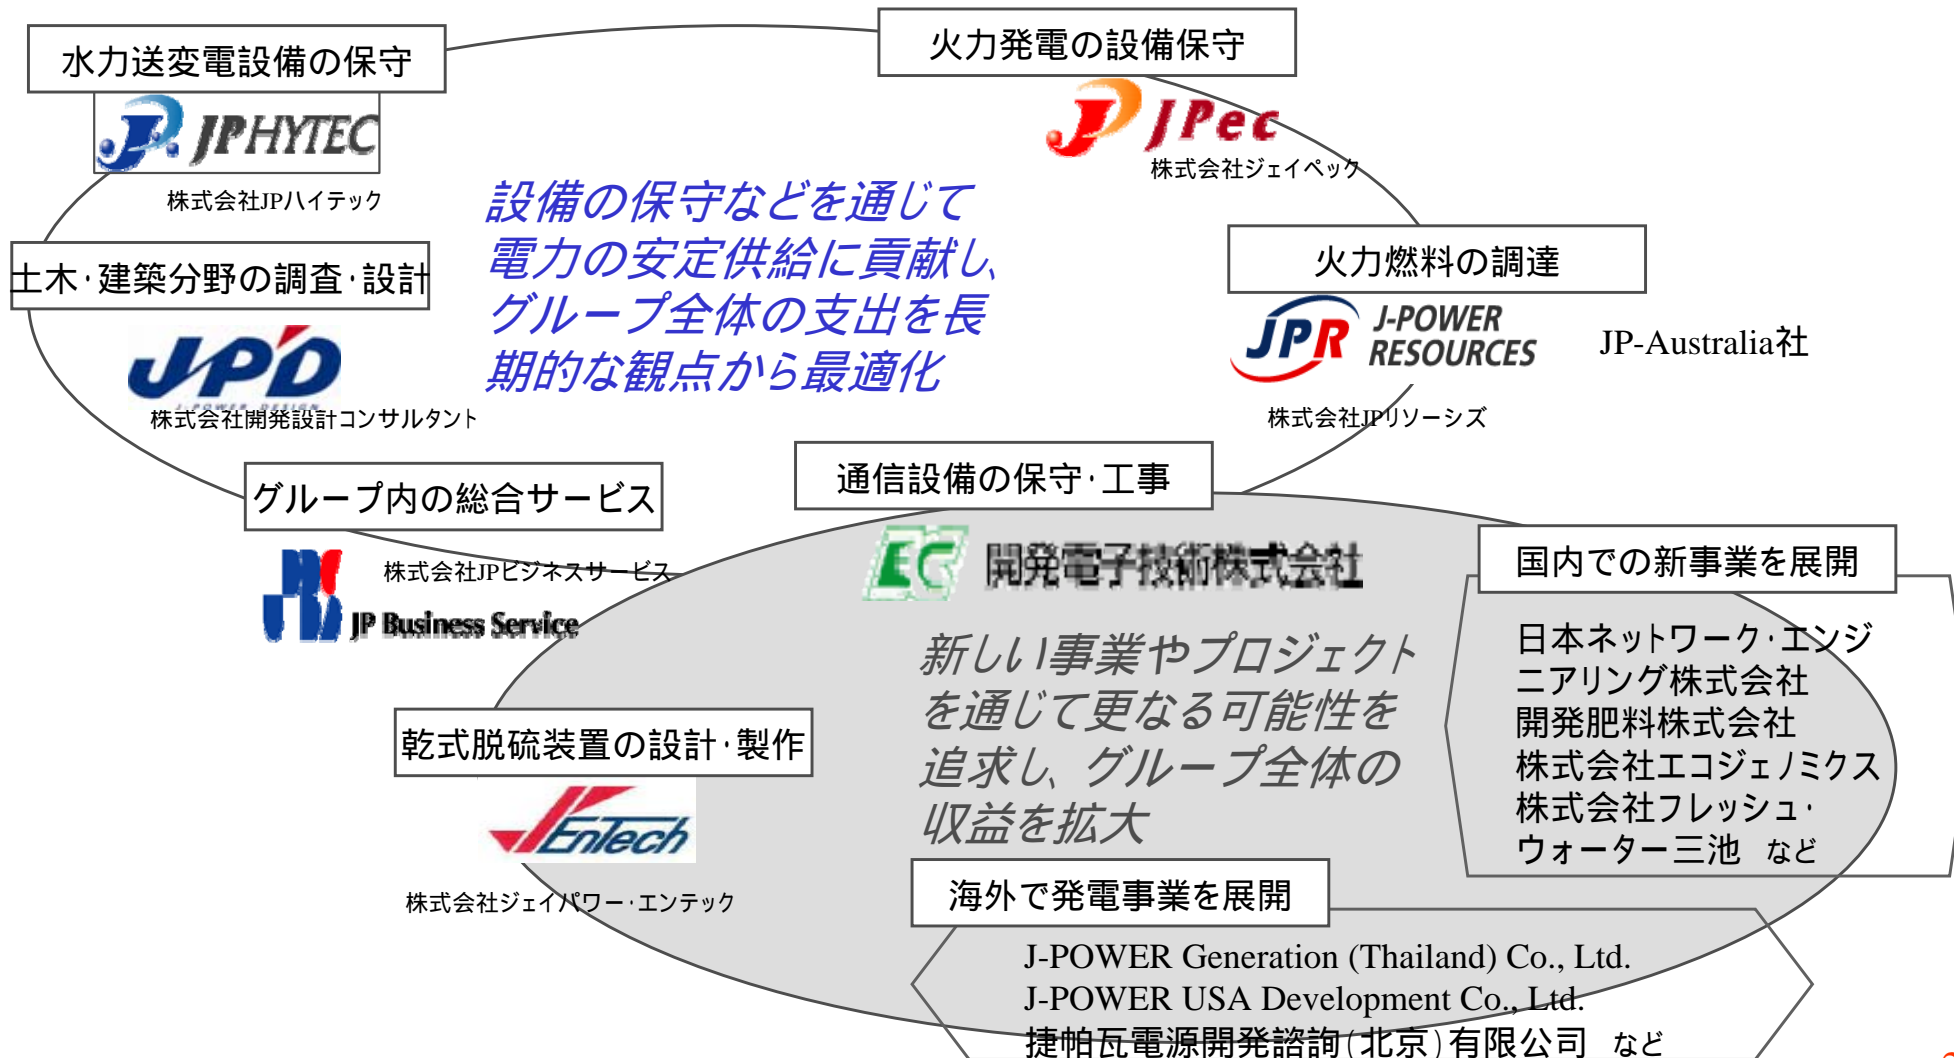 水力送変電設備の保守
JPHYTEC
株式会社JPハイテック
火力発電の設備保守
JPec
株式会社ジェイペック
設備の保守などを通じて
電力の安定供給に貢献し、
グループ全体の支出を長
期的な観点から最適化
土木・建築分野の調査・設計
JPD
J-POWER DESIGN
株式会社開発設計コンサルタント
火力燃料の調達
JPR
J-POWER
RESOURCES
JP-Australia社
株式会社JPリソーシズ
グループ内の総合サービス
株式会社JPビジネスサービス
JP Business Service
通信設備の保守・工事
EC 開発電子技術株式会社
国内での新事業を展開
日本ネットワーク・エンジ
ニアリング株式会社
開発肥料株式会社
株式会社エコジェノミクス
株式会社フレッシュ・
ウォーター三池 など
新しい事業やプロジェクト
を通じて更なる可能性を
追求し、グループ全体の
収益を拡大
乾式脱硫装置の設計・製作
EnTech
株式会社ジェイパワー・エンテック
海外で発電事業を展開
J-POWER Generation (Thailand) Co., Ltd.
J-POWER USA Development Co., Ltd.
捷帕瓦電源開発諮詢(北京)有限公司 など